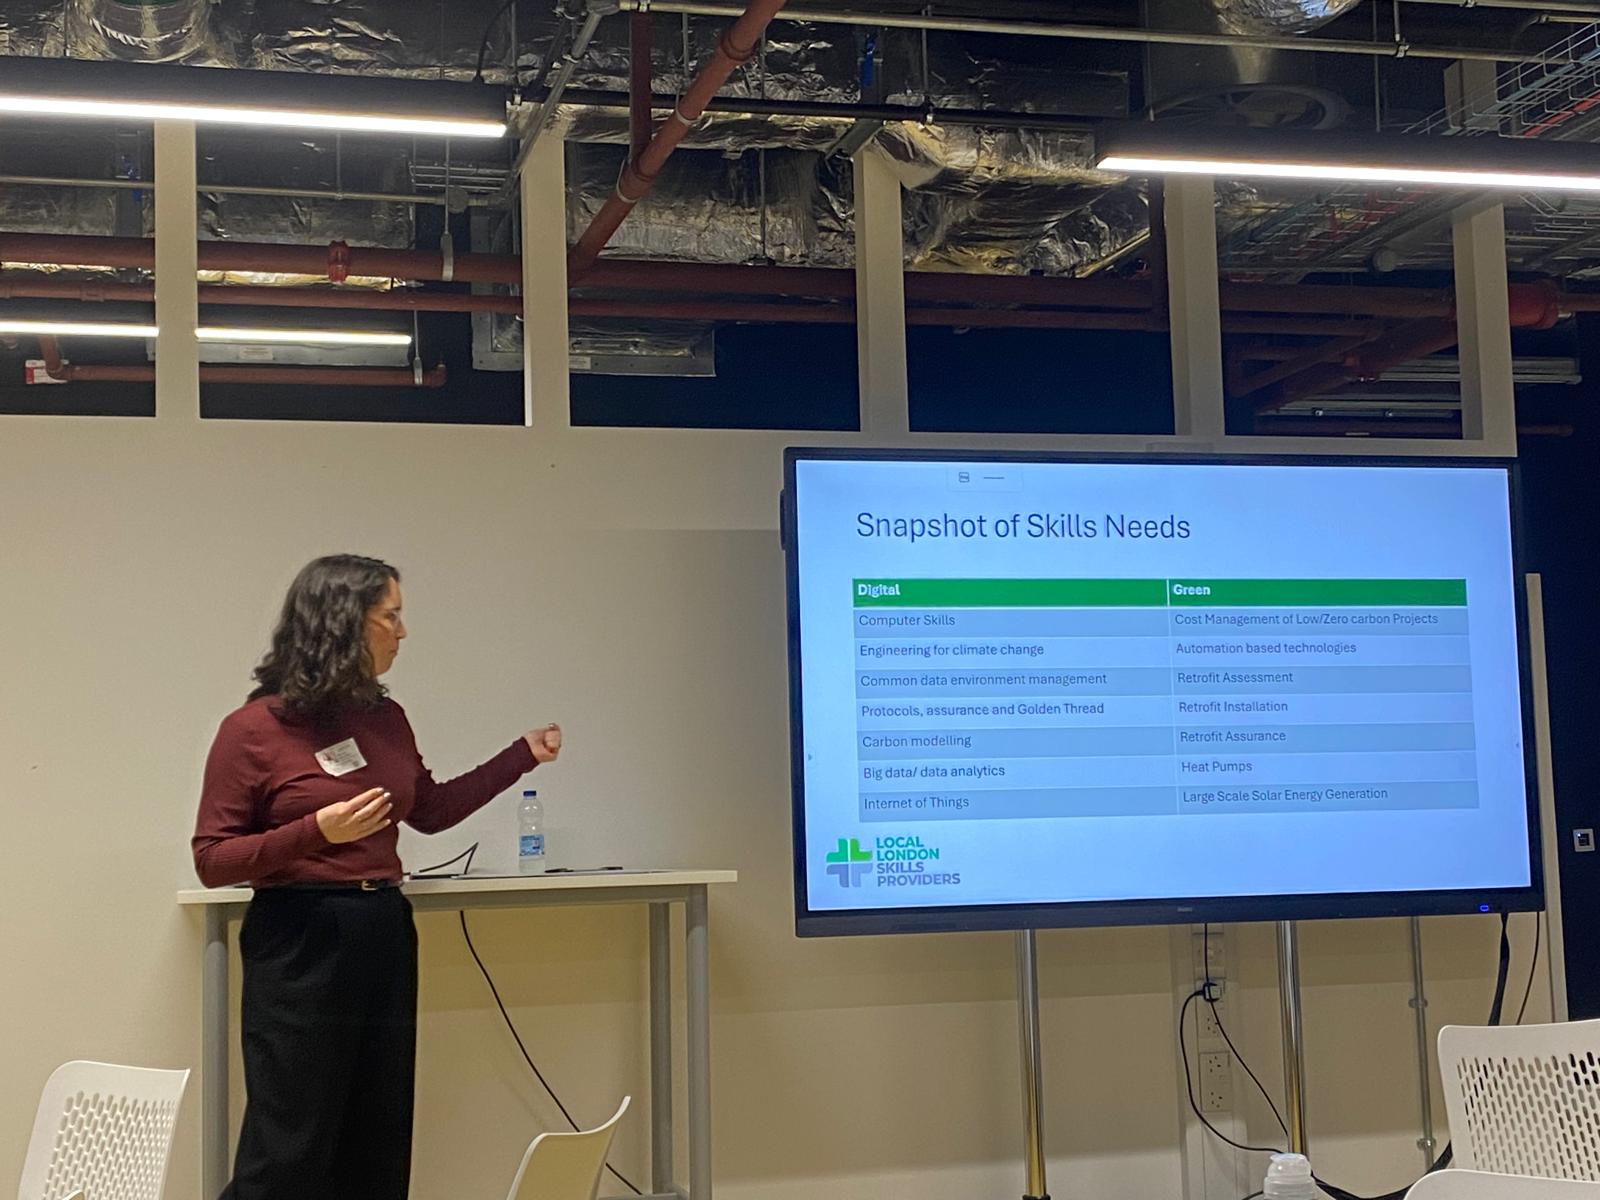 Snapshot of Skills Needs
Digital Green
Computer Skills Cost Management of Low/Zero carbon Projects
Engineering for climate change Automation based technologies
Common data environment management Retrofit Assessment
Protocols, assurance and Golden Thread Retrofit Installation
Carbon modelling Retrofit Assurance
Big data/ data analytics Heat Pumps
Internet of Things Large Scale Solar Energy Generation
LOCAL
LONDON
SKILLS
PROVIDERS